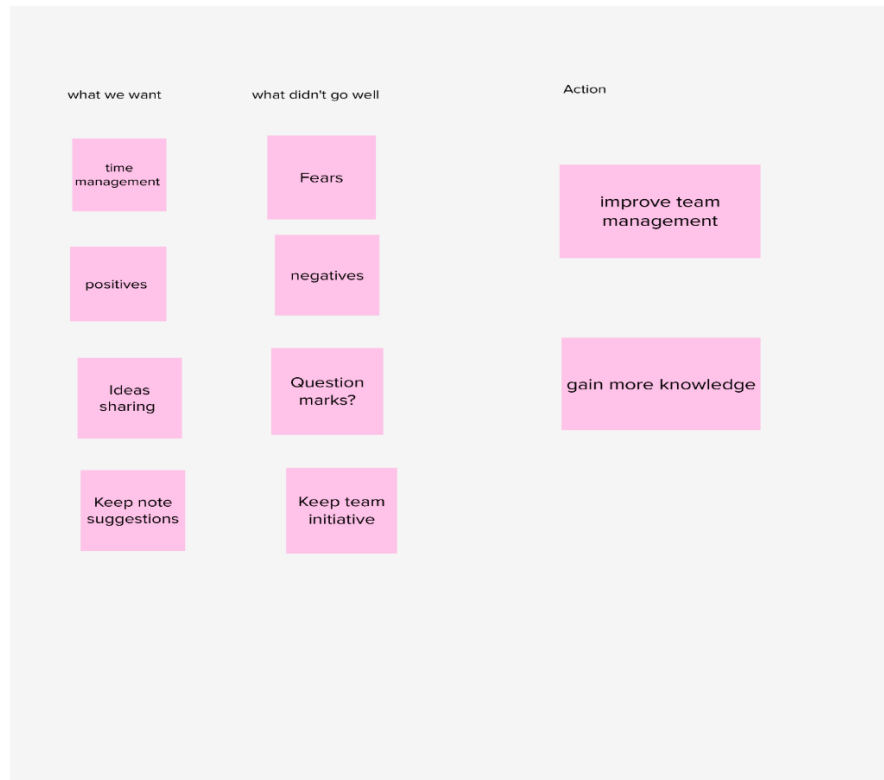 what we want
what didn't go well
Action
time
management
Fears
improve team
management
positives
negatives
Ideas
sharing
Question
marks?
gain more knowledge
Keep note
suggestions
Keep team
initiative